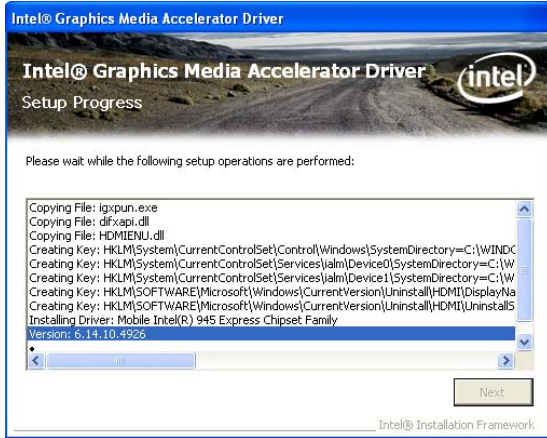 Intel® Graphics Media Accelerator Driver
Intel® Graphics Media Accelerator Driver
Setup Progress
intel
Please wait while the following setup operations are performed:
Copying File: igxpun.exe
Copying File: difxapi.dll
Copying File: HDMIENU.dll
Creating Key: HKLM\System\CurrentControlSet\Control\Windows\SystemDirectory=C:\WINDO
Creating Key: HKLM\System\CurrentControlSet\Services\ialm\Device0\SystemDirectory=C:\W
Creating Key: HKLM\System\CurrentControlSet\Services\ialm\Device1\SystemDirectory=C:\W
Creating Key: HKLM\SOFTWARE\Microsoft\Windows\CurrentVersion\Uninstall\HDMI\DisplayNa
Creating Key: HKLM\SOFTWARE\Microsoft\Windows\CurrentVersion\Uninstall\HDMI\UninstallS
Installing Driver: Mobile Intel(R) 945 Express Chipset Family
Version: 6.14.10.4926
Next
Intel® Installation Framework